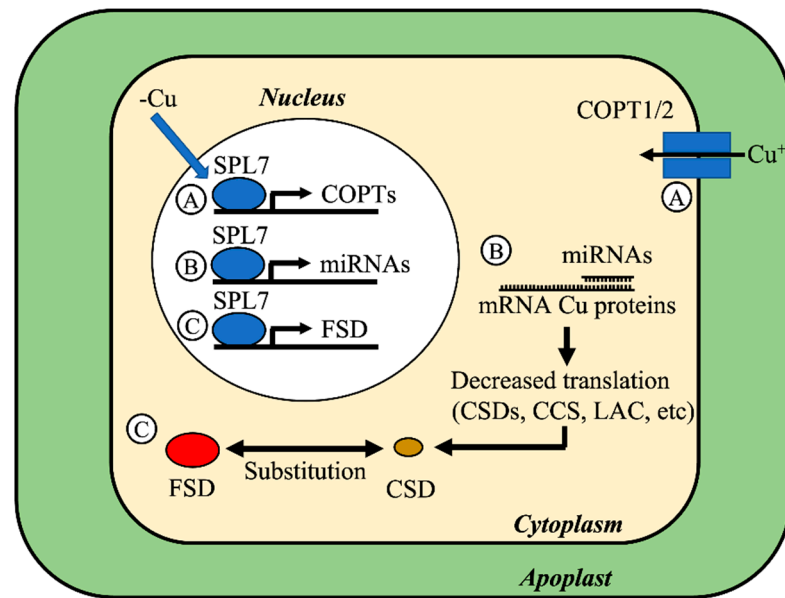 -Cu
Nucleus
COPT1/2
Cu⁺
SPL7
A
COPTs
A
SPL7
B
miRNAs
B
miRNAs
mRNA Cu proteins
SPL7
C
FSD
Decreased translation
(CSDs, CCS, LAC, etc)
C
Substitution
FSD
CSD
Cytoplasm
Apoplast